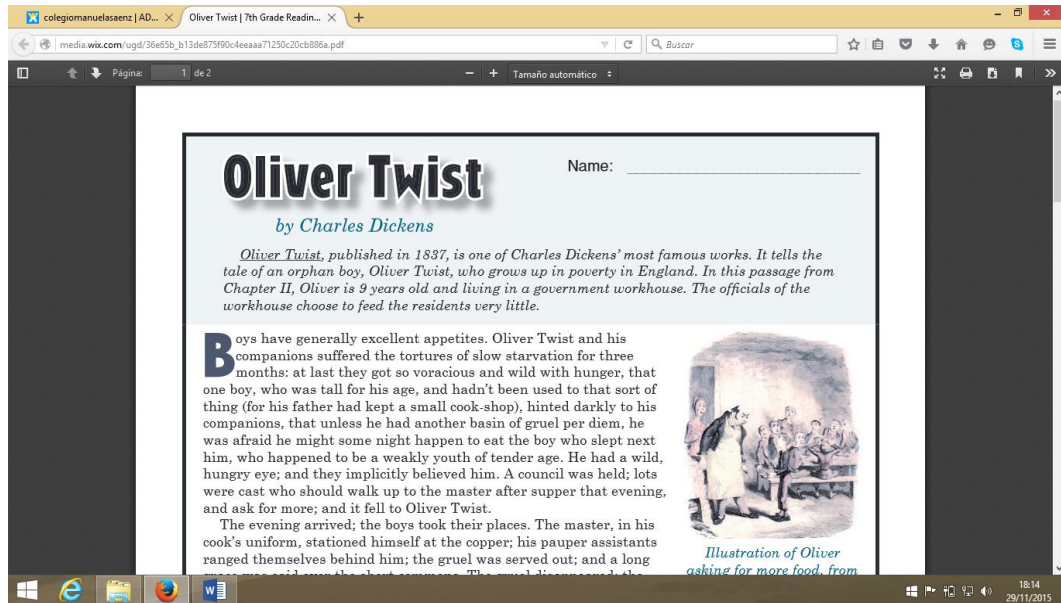 colegiomanuelasaenz | AD...
Oliver Twist | 7th Grade Readin...
media.wix.com/ugd/36e65b_b13de875f90c4eeaaa71250c20cb886a.pdf
Buscar
Página: 1 de 2
Tamaño automático
Oliver Twist
Name:
by Charles Dickens
Oliver Twist, published in 1837, is one of Charles Dickens' most famous works. It tells the
tale of an orphan boy, Oliver Twist, who grows up in poverty in England. In this passage from
Chapter II, Oliver is 9 years old and living in a government workhouse. The officials of the
workhouse choose to feed the residents very little.
Boys have generally excellent appetites. Oliver Twist and his
companions suffered the tortures of slow starvation for three
months: at last they got so voracious and wild with hunger, that
one boy, who was tall for his age, and hadn't been used to that sort of
thing (for his father had kept a small cook-shop), hinted darkly to his
companions, that unless he had another basin of gruel per diem, he
was afraid he might some night happen to eat the boy who slept next
him, who happened to be a weakly youth of tender age. He had a wild,
hungry eye; and they implicitly believed him. A council was held; lots
were cast who should walk up to the master after supper that evening,
and ask for more; and it fell to Oliver Twist.
The evening arrived; the boys took their places. The master, in his
cook's uniform, stationed himself at the copper; his pauper assistants
ranged themselves behind him; the gruel was served out; and a long
Illustration of Oliver
asking for more food, from
18:14
29/11/2015